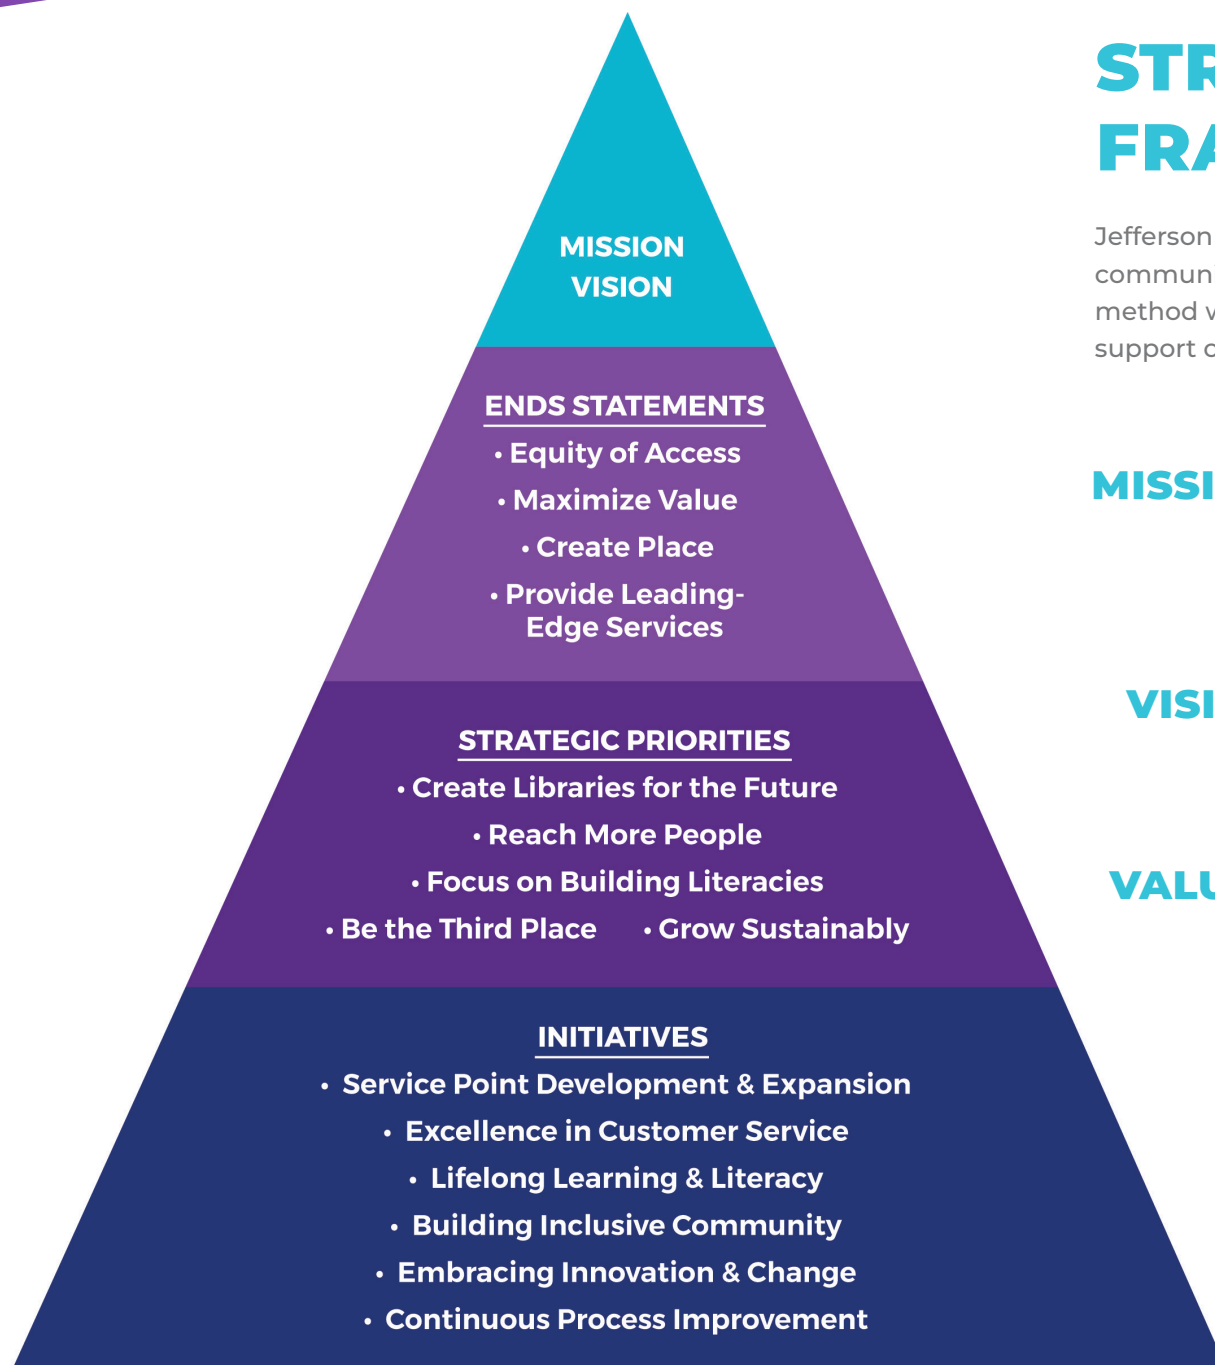 MISSION
VISION
ENDS STATEMENTS
• Equity of Access
• Maximize Value
• Create Place
• Provide Leading-
Edge Services
STRATEGIC PRIORITIES
• Create Libraries for the Future
• Reach More People
• Focus on Building Literacies
• Be the Third Place • Grow Sustainably
INITIATIVES
• Service Point Development & Expansion
• Excellence in Customer Service
• Lifelong Learning & Literacy
• Building Inclusive Community
• Embracing Innovation & Change
• Continuous Process Improvement
Jefferson
method
support